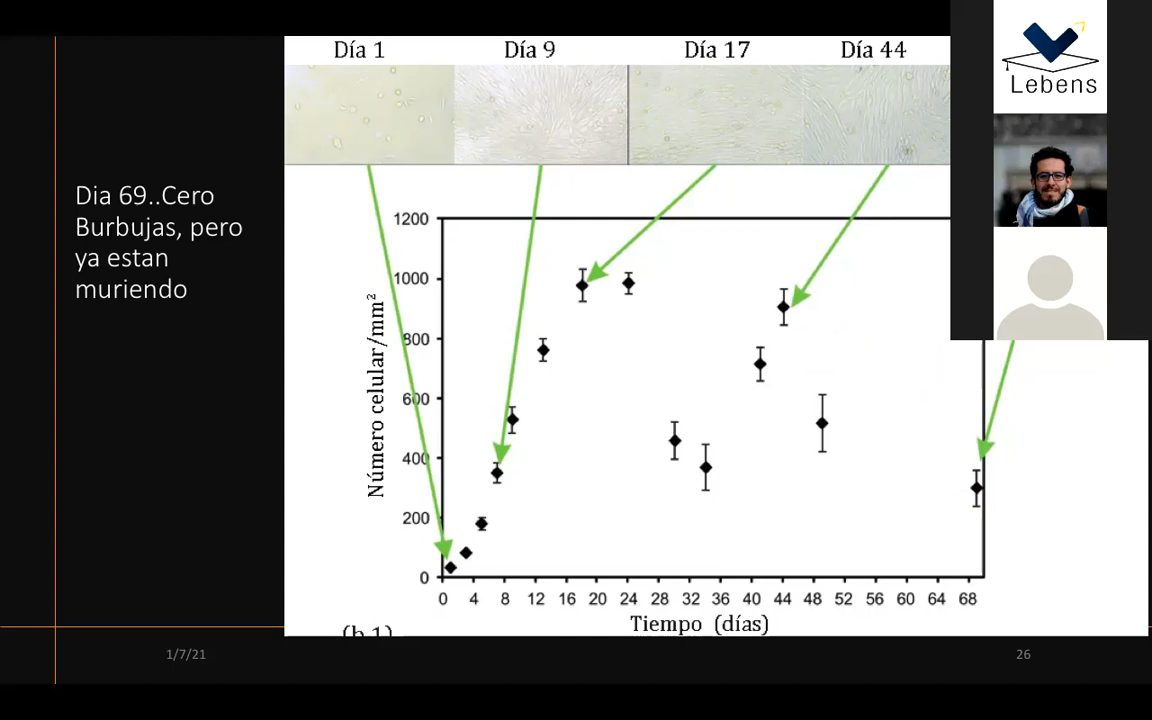 Día 1 Día 9 Día 17 Día 44
Lebens
Dia 69..Cero
Burbujas, pero
ya estan
muriendo
1200
1000
800
600
400
200
0
Número celular/mm²
0 4 8 12 16 20 24 28 32 36 40 44 48 52 56 60 64 68
Tiempo (días)
(b.1)
1/7/21
26